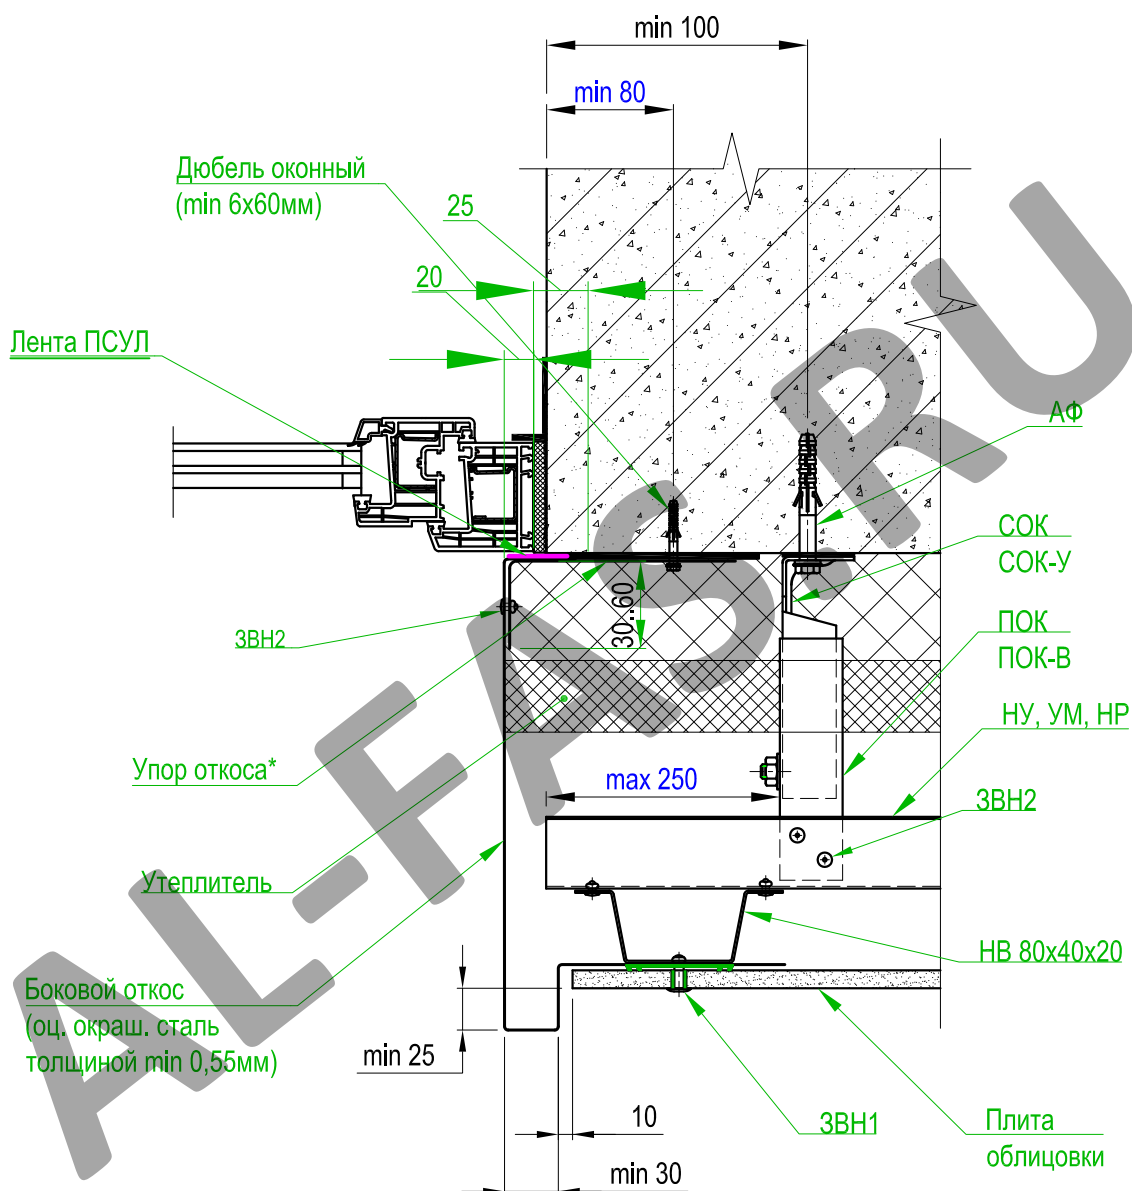 min 100
min 80
Дюбель оконный
(min 6х60мм)
25
20
Лента ПСУЛ
АФ
СОК
СОК-У
30..60
ЗВН2
ПОК
ПОК-В
НУ, УМ, НР
Упор откоса*
max 250
ЗВН2
Утеплитель
НВ 80х40х20
Боковой откос
(оц. окраш. сталь
толщиной min 0,55мм)
min 25
10
ЗВН1
Плита
облицовки
min 30
AL-FAS.RU